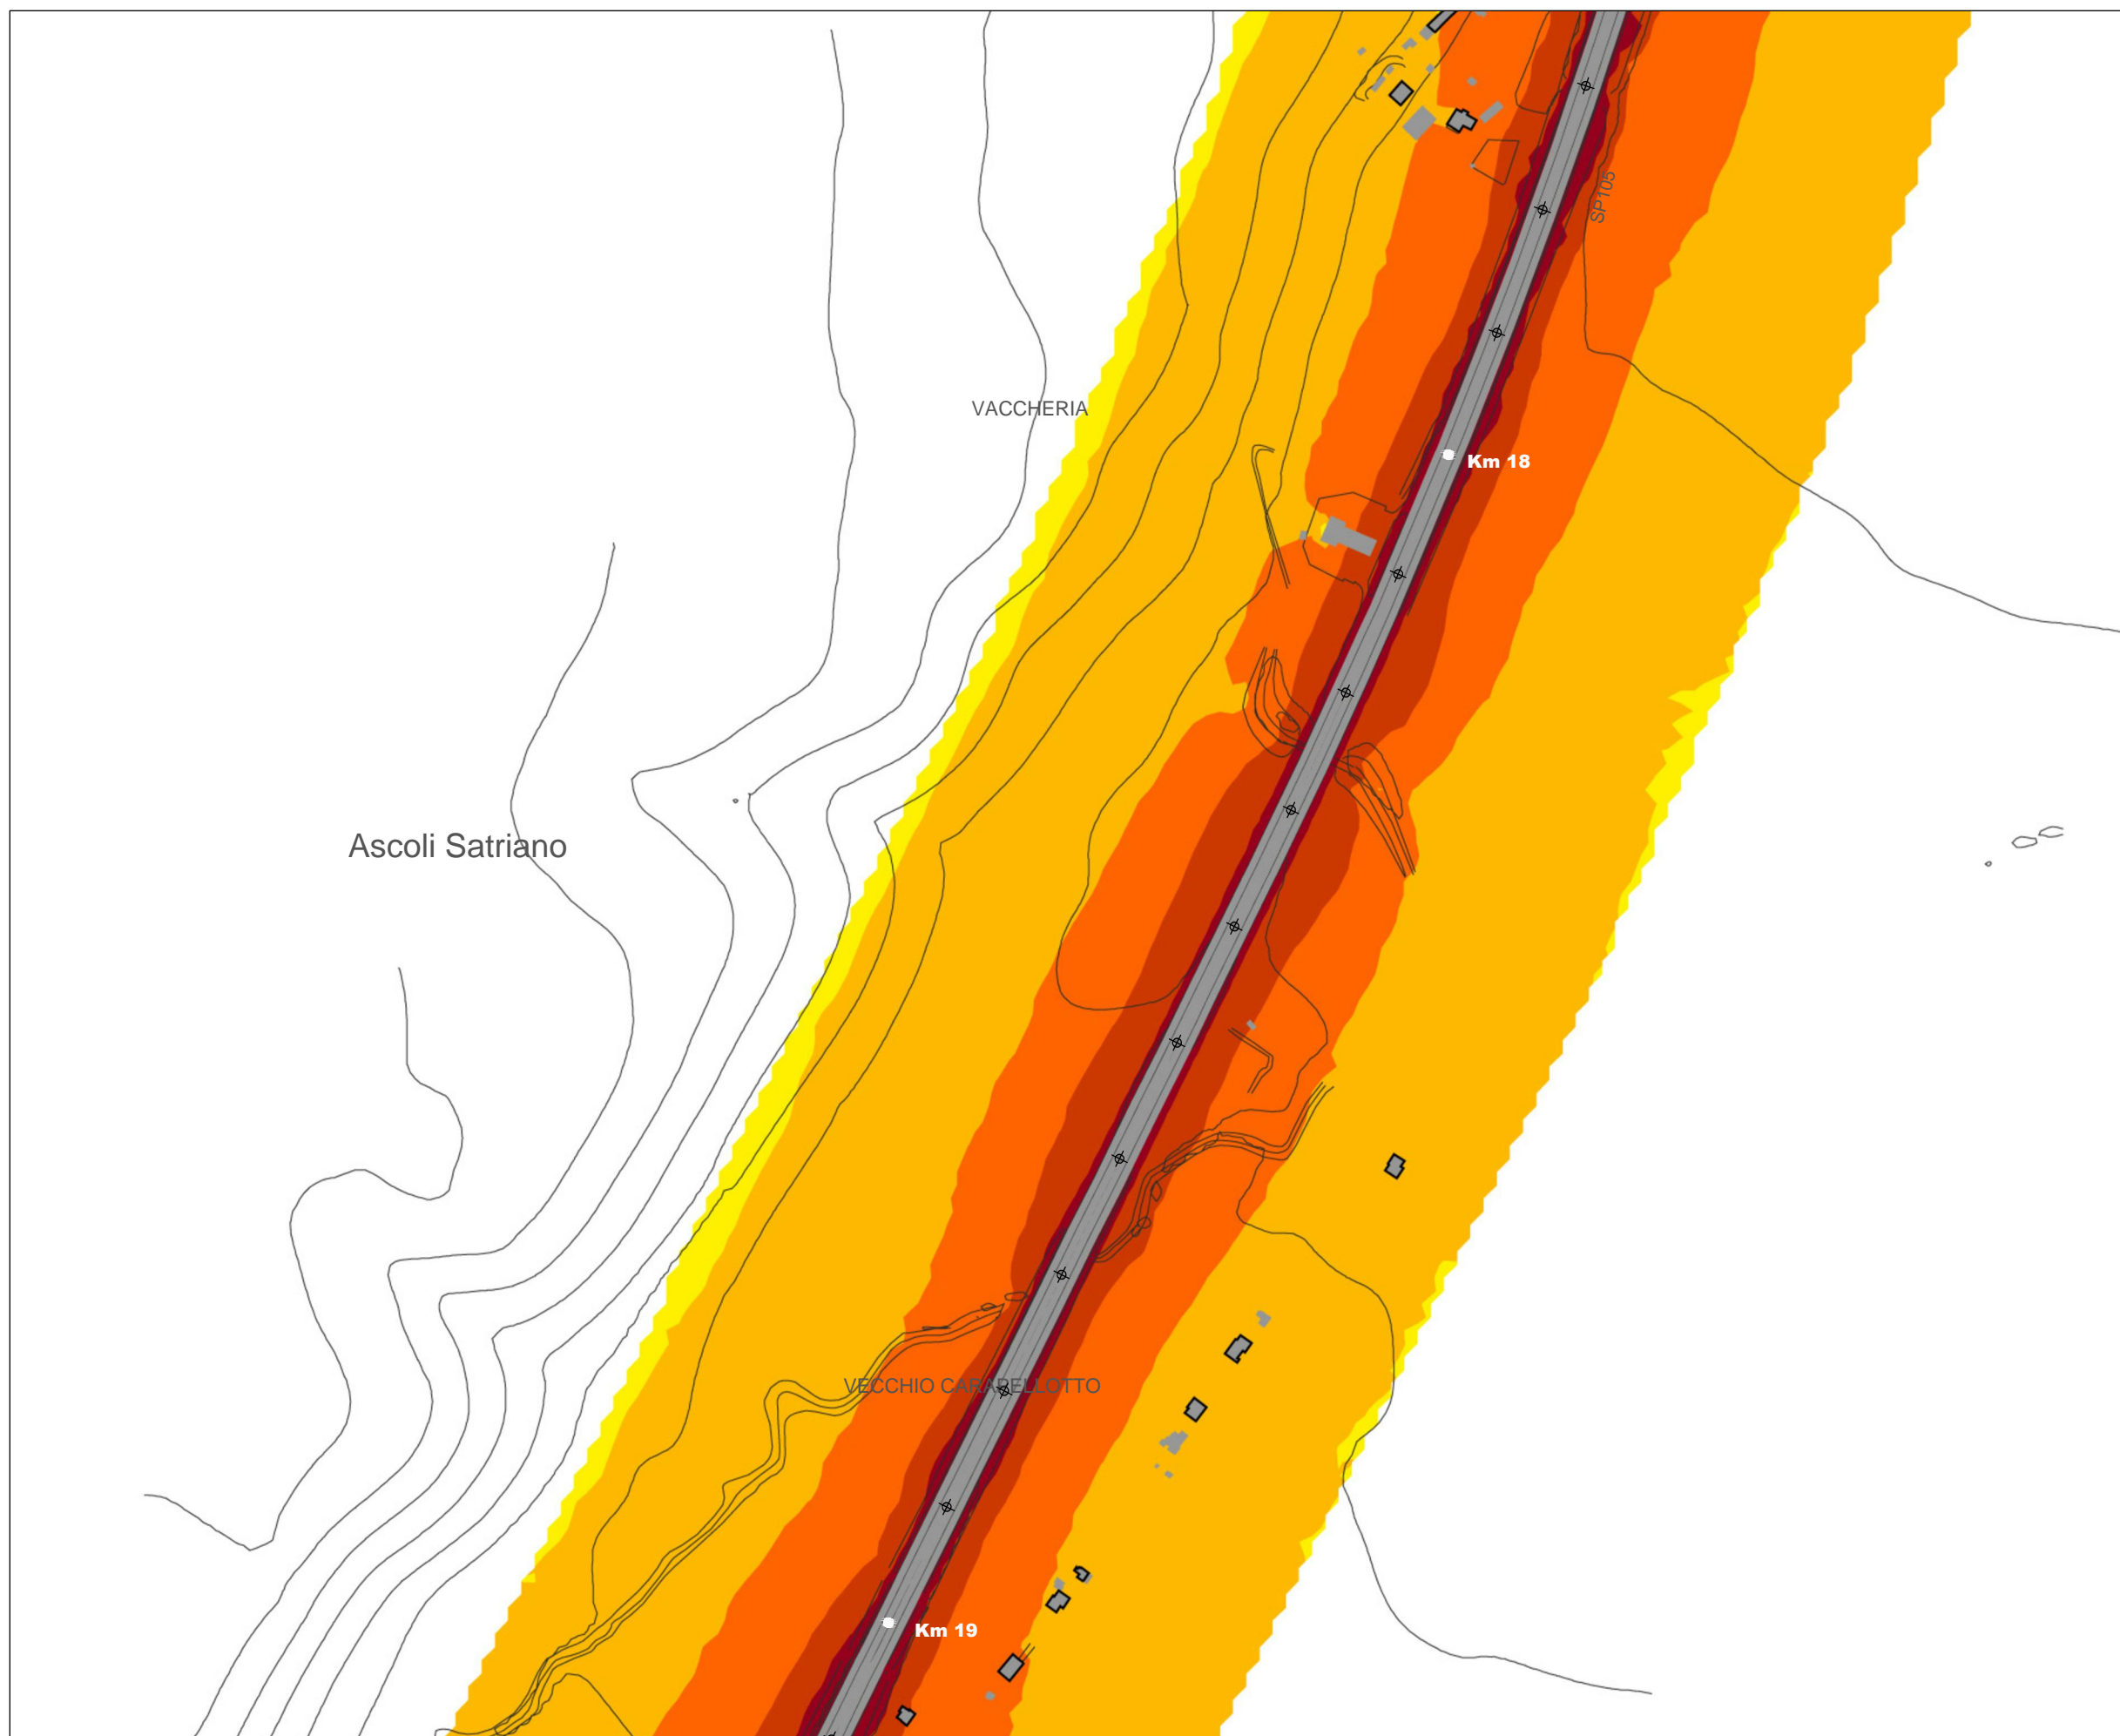 SP105
VACCHERIA
Km 18
Ascoli Satriano
VECCHIO CARAPELLOTTO
Km 19